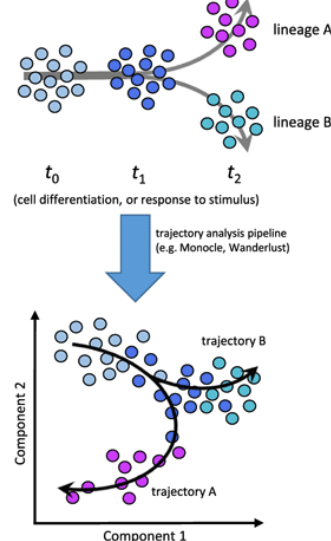 lineage A
lineage B
t0 t1 t2
(cell differentiation, or response to stimulus)
trajectory analysis pipeline
(e.g. Monocle, Wanderlust)
trajectory B
Component 2
trajectory A
Component 1